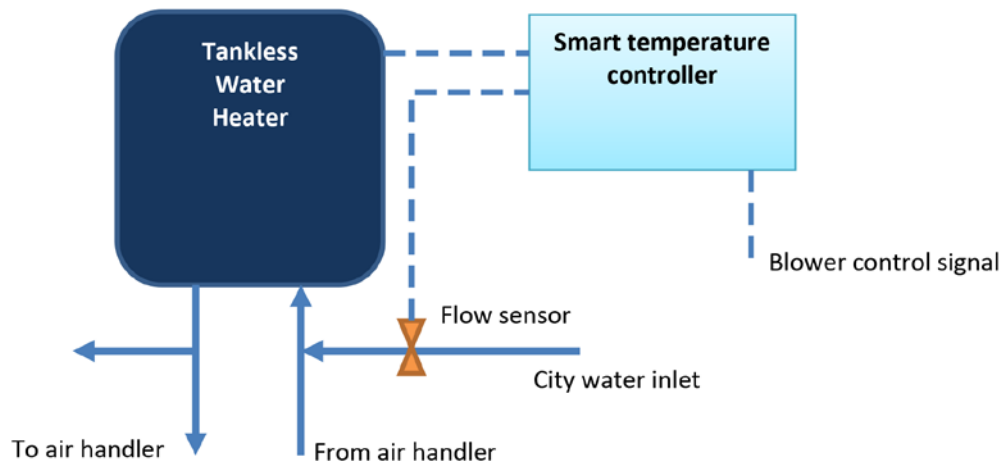 Tankless
Water
Heater
Smart temperature
controller
Blower control signal
Flow sensor
City water inlet
To air handler
From air handler